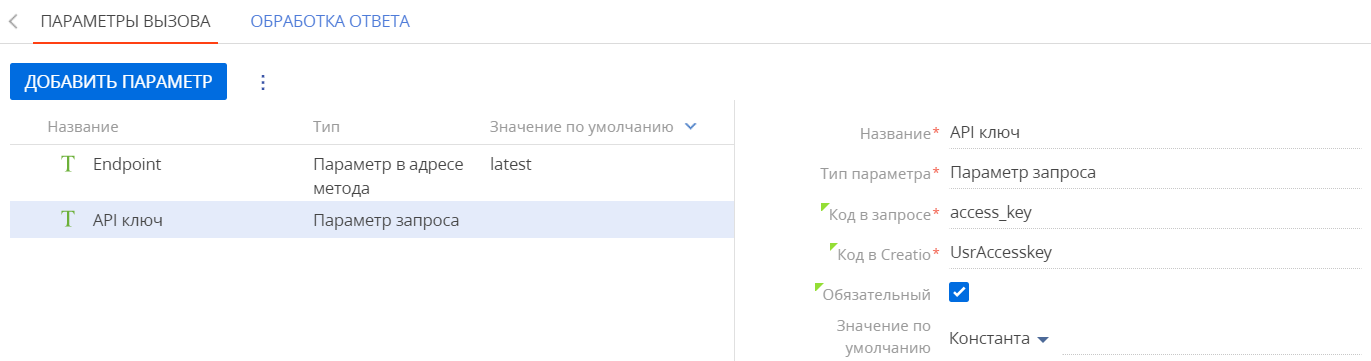 ПАРАМЕТРЫ ВЫЗОВА
ОБРАБОТКА ОТВЕТА
ДОБАВИТЬ ПАРАМЕТР
Название
Тип
Значение по умолчанию
T
Endpoint
Параметр в адресе
метода
latest
T
API ключ
Параметр запроса
Название*
API ключ
Тип параметра*
Параметр запроса
Код в запросе*
access_key
Код в Creatio*
UsrAccesskey
Обязательный
Значение по
умолчанию
Константа